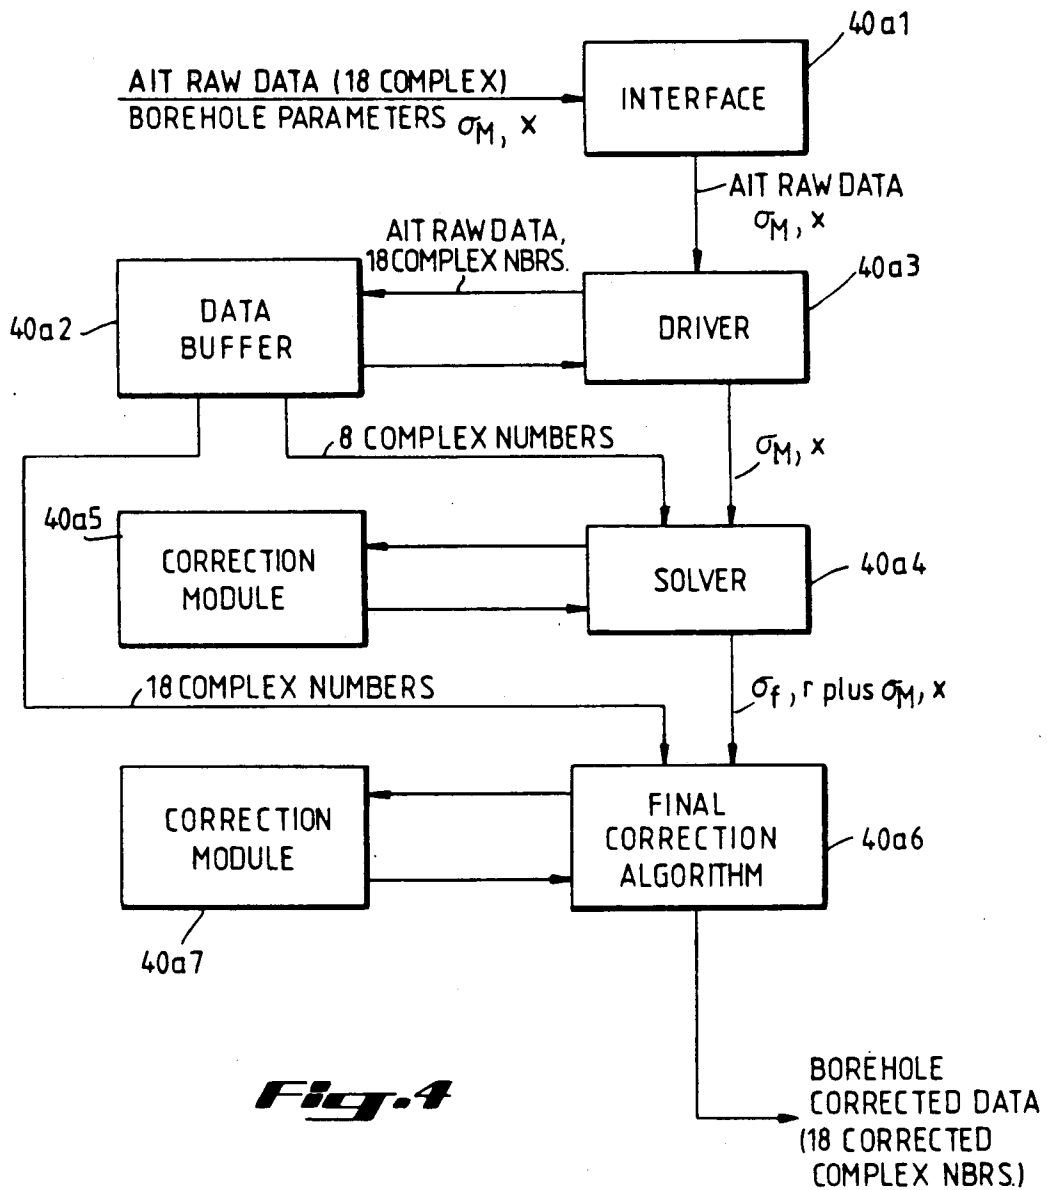 40a1
AIT RAW DATA (18 COMPLEX)
BOREHOLE PARAMETERS σM, x
INTERFACE
AIT RAW DATA
σM, x
AIT RAW DATA,
18 COMPLEX NBRS.
40a3
40a2
DATA
BUFFER
DRIVER
8 COMPLEX NUMBERS
σM, x
40a5
CORRECTION
MODULE
SOLVER
40a4
18 COMPLEX NUMBERS
σf, r plus σM, x
CORRECTION
MODULE
FINAL
CORRECTION
ALGORITHM
40a6
40a7
Fig.4
BOREHOLE
CORRECTED DATA
(18 CORRECTED
COMPLEX NBRS.)